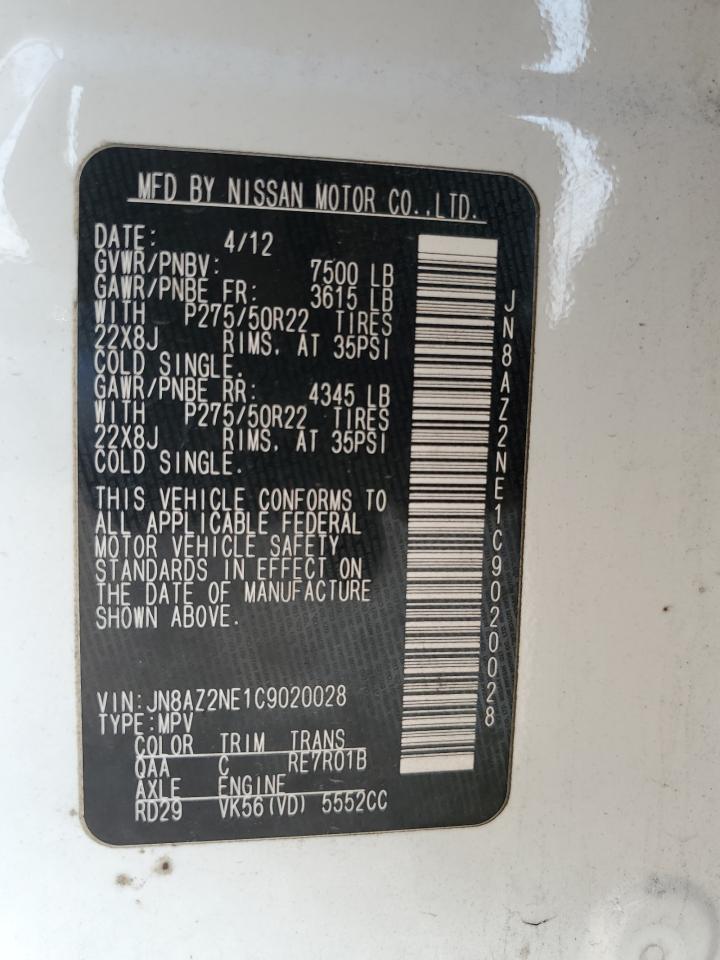 MFD BY NISSAN MOTOR CO.,LTD.
DATE: 4/12
GVWR/PNBV: 7500 LB
GAWR/PNBE FR: 3615 LB
WITH P275/50R22 TIRES
22X8J RIMS, AT 35PSI
COLD SINGLE.
GAWR/PNBE RR: 4345 LB
WITH P275/50R22 TIRES
22X8J RIMS, AT 35PSI
COLD SINGLE.
THIS VEHICLE CONFORMS TO
ALL APPLICABLE FEDERAL
MOTOR VEHICLE SAFETY
STANDARDS IN EFFECT ON
THE DATE OF MANUFACTURE
SHOWN ABOVE.
VIN:JN8AZ2NE1C9020028
TYPE:MPV
COLOR TRIM TRANS
QAA C RE7R01B
AXLE ENGINE
RD29 VK56(VD) 5552CC
JN8AZ2NE1C9020028